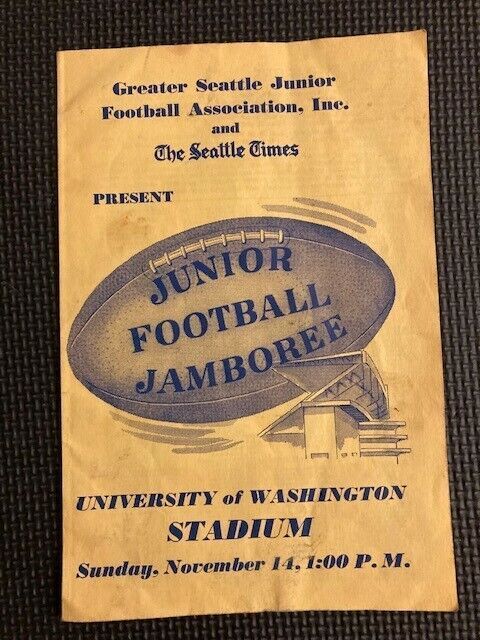 Greater Seattle Junior
Football Association, Inc.
and
The Seattle Times
PRESENT
JUNIOR
FOOTBALL
JAMBOREE
UNIVERSITY of WASHINGTON
STADIUM
Sunday, November 14, 1:00 P. M.